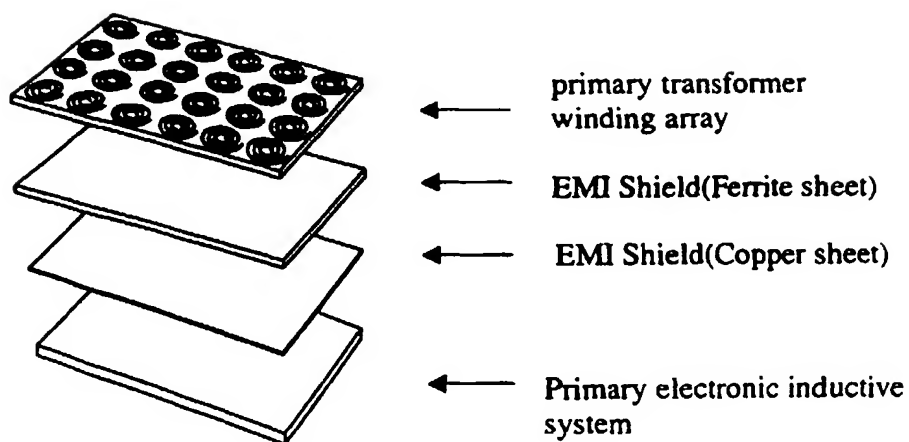 primary transformer
winding array
EMI Shield(Ferrite sheet)
EMI Shield(Copper sheet)
Primary electronic inductive
system